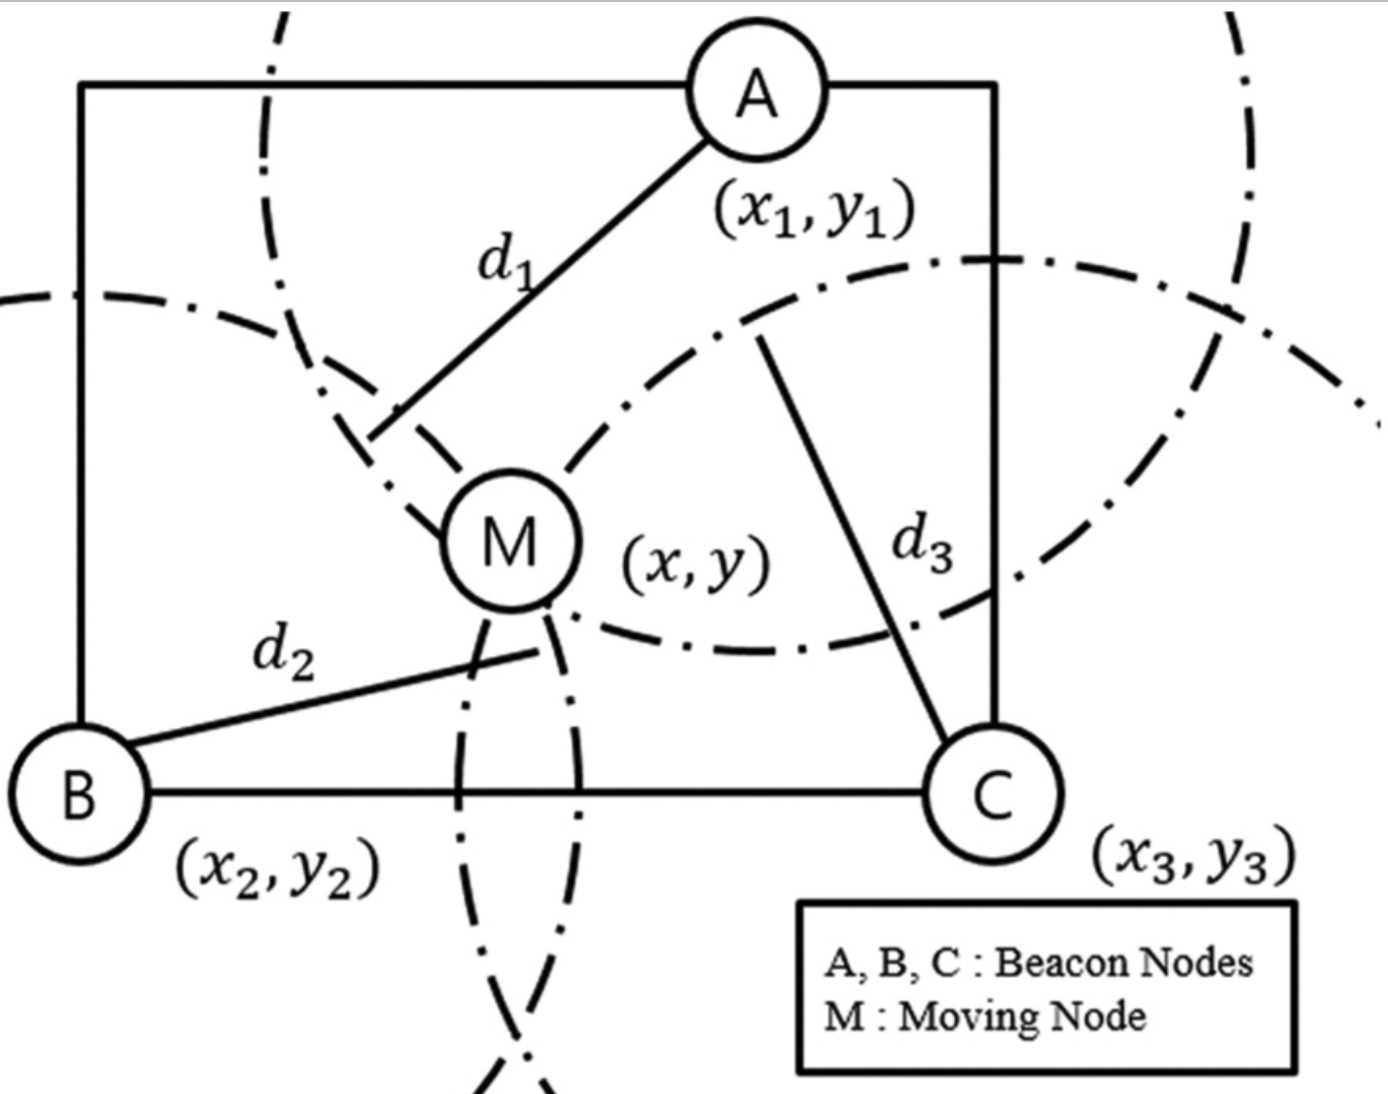 A
(x₁, y₁)
d₁
M
(x, y)
d₃
d₂
B
C
(x₂, y₂)
(x₃, y₃)
A, B, C : Beacon Nodes
M : Moving Node